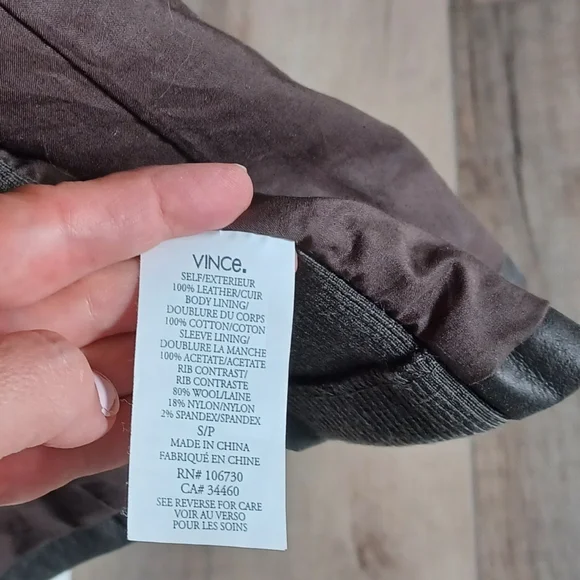 VINCe.
SELF/EXTERIEUR
100% LEATHER/CUIR
BODY LINING/
DOUBLURE DU CORPS
100% COTTON/COTON
SLEEVE LINING/
DOUBLURE LA MANCHE
100% ACETATE/ACETATE
RIB CONTRAST/
RIB CONTRASTE
80% WOOL/LAINE
18% NYLON/NYLON
2% SPANDEX/SPANDEX
S/P
MADE IN CHINA
FABRIQUÉ EN CHINE
RN# 106730
CA# 34460
SEE REVERSE FOR CARE
VOIR AU VERSO
POUR LES SOINS